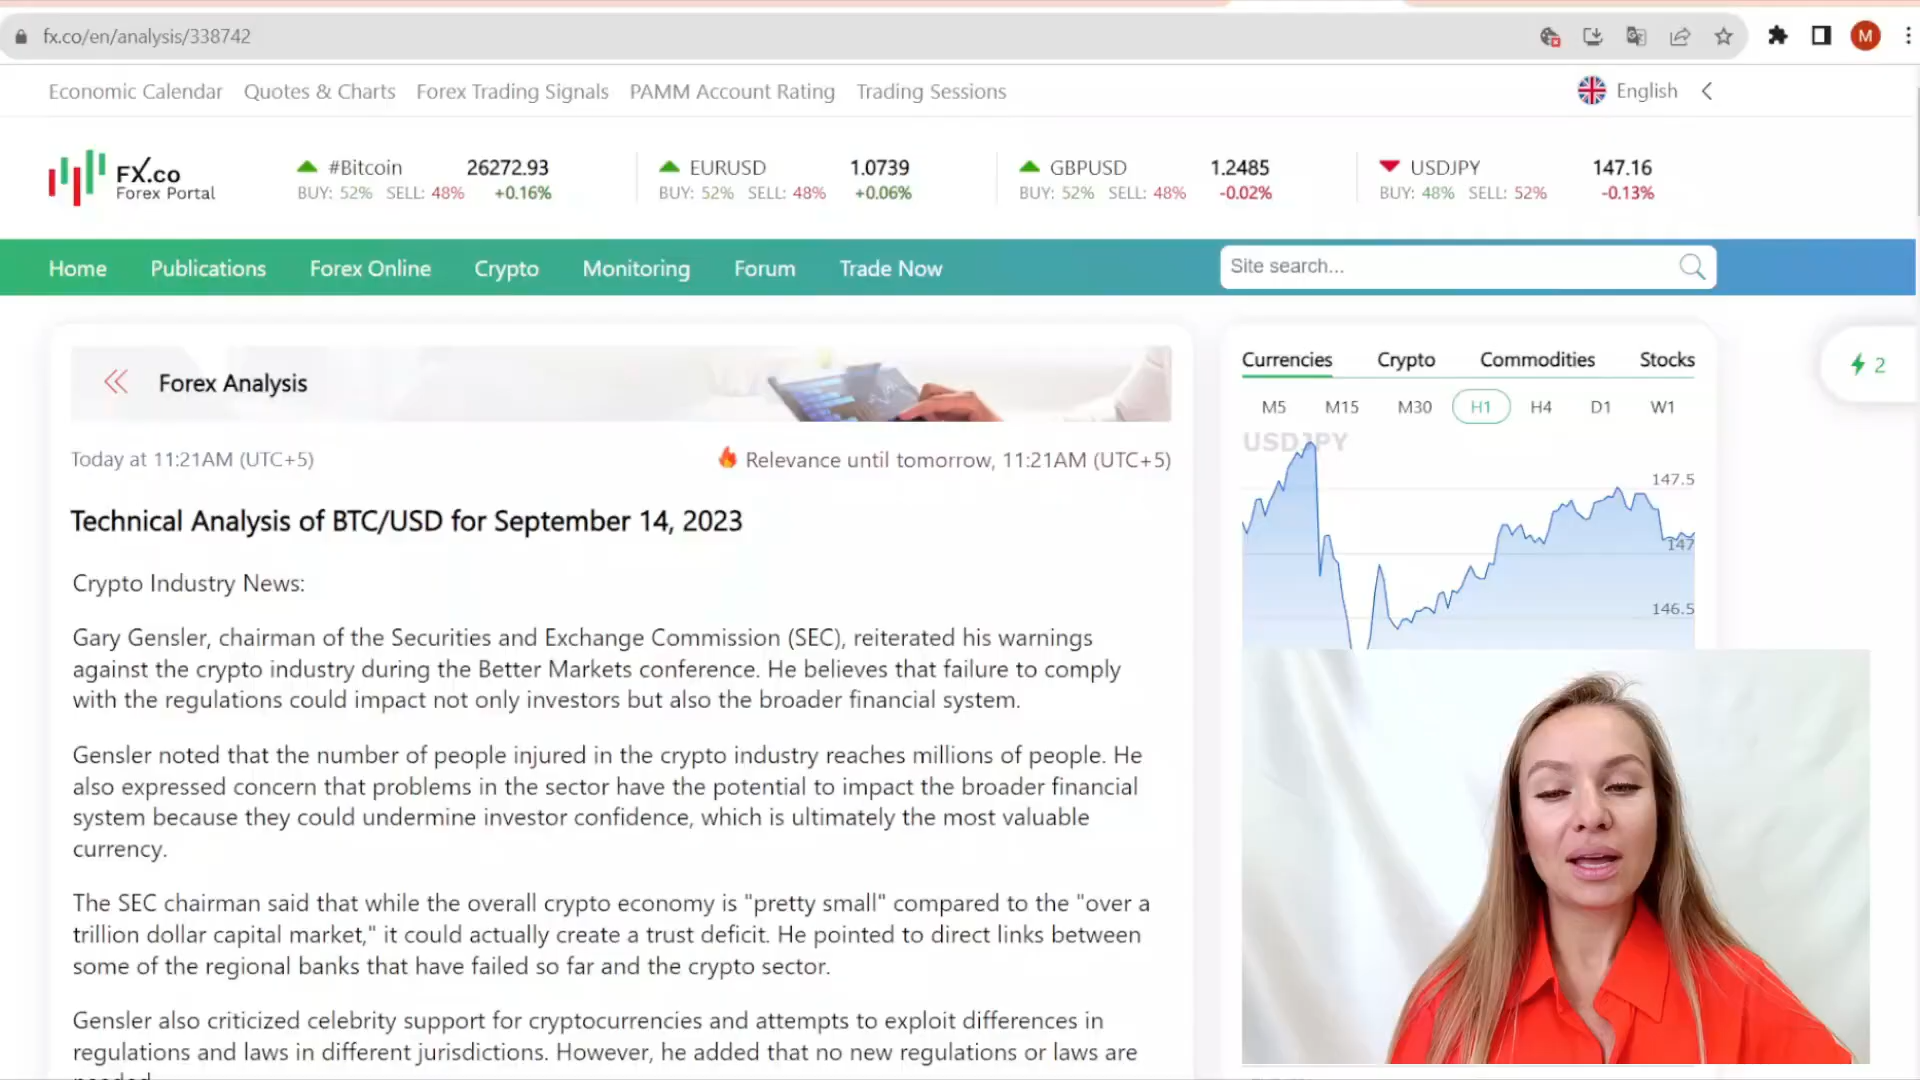 fx.co/en/analysis/338742
M
Economic Calendar Quotes & Charts Forex Trading Signals PAMM Account Rating Trading Sessions English
FX.co
Forex Portal
#Bitcoin 26272.93
BUY: 52% SELL: 48% +0.16%
EURUSD 1.0739
BUY: 52% SELL: 48% +0.06%
GBPUSD 1.2485
BUY: 52% SELL: 48% -0.02%
USDJPY 147.16
BUY: 48% SELL: 52% -0.13%
Home Publications Forex Online Crypto Monitoring Forum Trade Now Site search...
Forex Analysis
Today at 11:21AM (UTC+5) Relevance until tomorrow, 11:21AM (UTC+5)
Technical Analysis of BTC/USD for September 14, 2023
Crypto Industry News:
Gary Gensler, chairman of the Securities and Exchange Commission (SEC), reiterated his warnings
against the crypto industry during the Better Markets conference. He believes that failure to comply
with the regulations could impact not only investors but also the broader financial system.
Gensler noted that the number of people injured in the crypto industry reaches millions of people. He
also expressed concern that problems in the sector have the potential to impact the broader financial
system because they could undermine investor confidence, which is ultimately the most valuable
currency.
The SEC chairman said that while the overall crypto economy is "pretty small" compared to the "over a
trillion dollar capital market," it could actually create a trust deficit. He pointed to direct links between
some of the regional banks that have failed so far and the crypto sector.
Gensler also criticized celebrity support for cryptocurrencies and attempts to exploit differences in
regulations and laws in different jurisdictions. However, he added that no new regulations or laws are
Currencies Crypto Commodities Stocks
M5 M15 M30 H1 H4 D1 W1
USDJPY
147.5
147
146.5
2